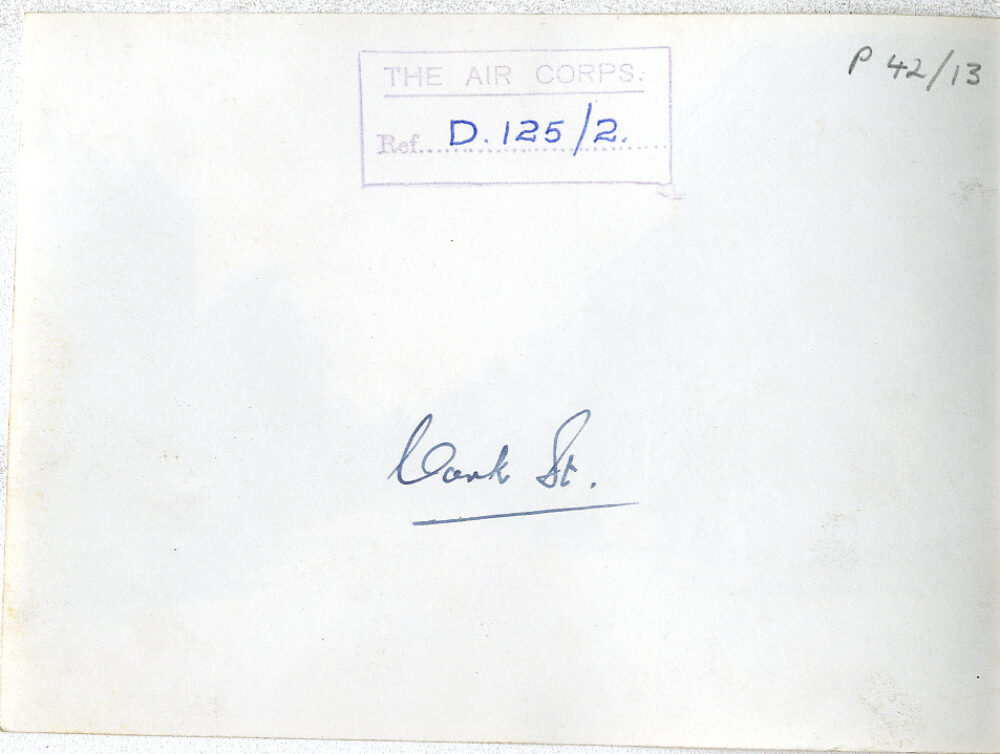 P 42/13
THE AIR CORPS.
Ref..... D.125/2.
Cork St.